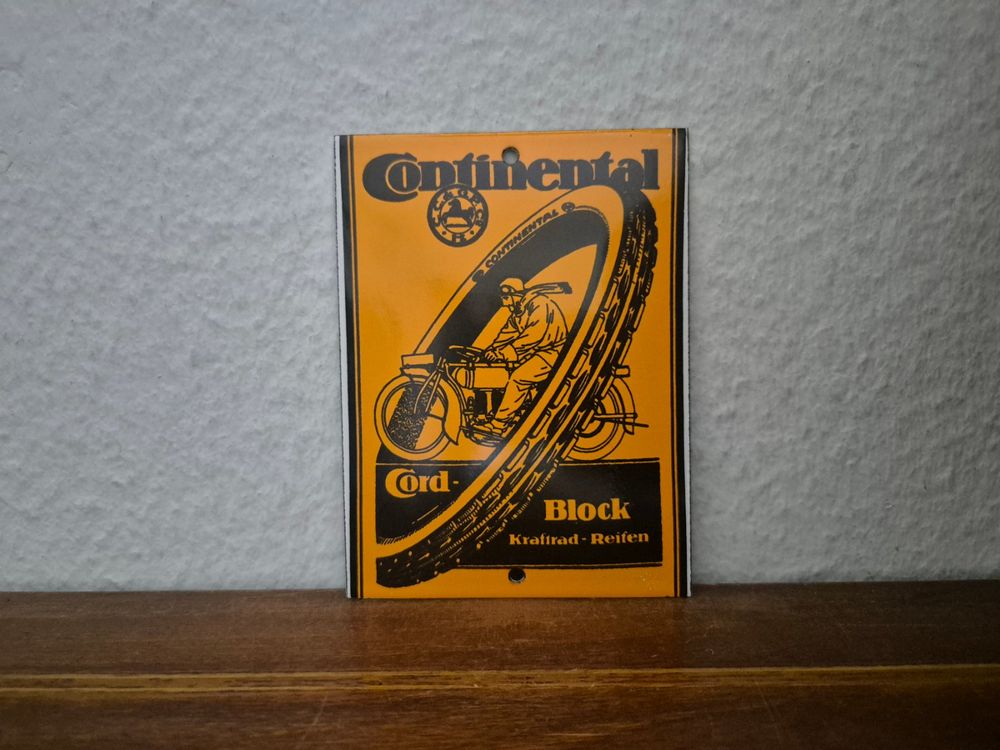 Continental
CONTINENTAL
Cord-
Block
Kraftrad-Reifen